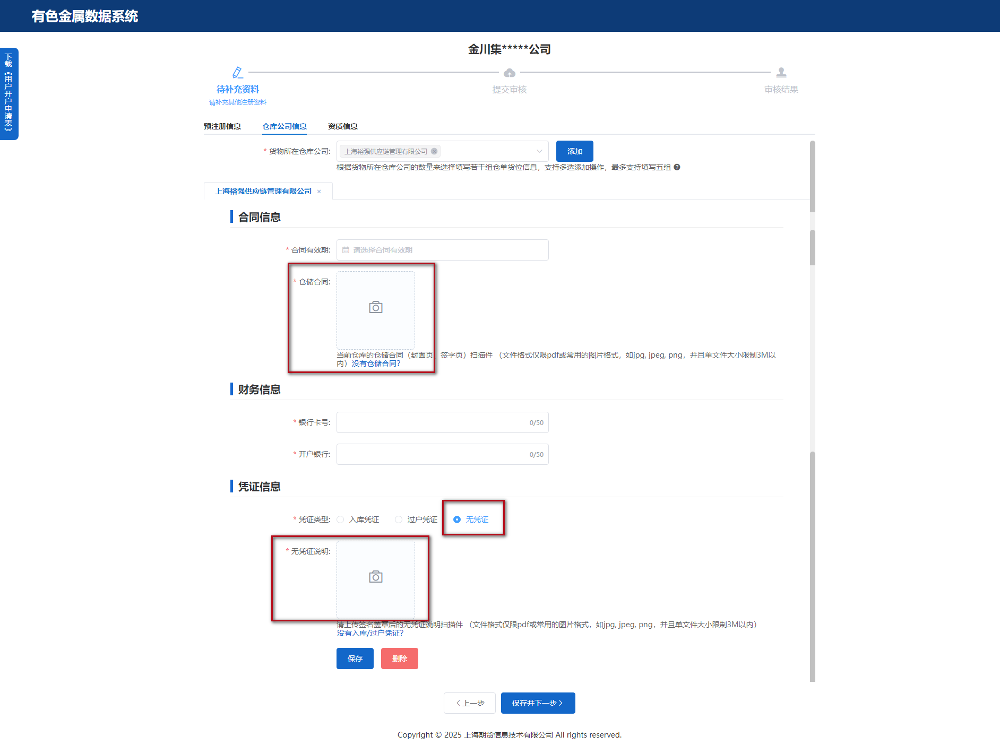 有色金属数据系统
下载《用户开户申请表》
金川集*****公司
待补充资料
提交审核
审核结果
请补充其他注册资料
预注册信息 仓库公司信息 资质信息
* 货物所在仓库公司: 上海裕强供应链管理有限公司 添加
根据货物所在仓库公司的数量来选择填写若干组仓单货位信息，支持多选添加操作，最多支持填写五组
上海裕强供应链管理有限公司 ×
合同信息
* 合同有效期: 请选择合同有效期
* 仓储合同:
当前仓库的仓储合同（封面页 签字页）扫描件 （文件格式仅限pdf或常用的图片格式，如jpg, jpeg, png，并且单文件大小限制3M以
内）没有仓储合同？
财务信息
* 银行卡号: 0/50
* 开户银行: 0/50
凭证信息
* 凭证类型: 入库凭证 过户凭证 无凭证
* 无凭证说明:
请上传签名盖章后的无凭证说明扫描件 （文件格式仅限pdf或常用的图片格式，如jpg, jpeg, png，并且单文件大小限制3M以内）
没有入库/过户凭证？
保存 删除
上一步 保存并下一步
Copyright © 2025 上海期货信息技术有限公司 All rights reserved.